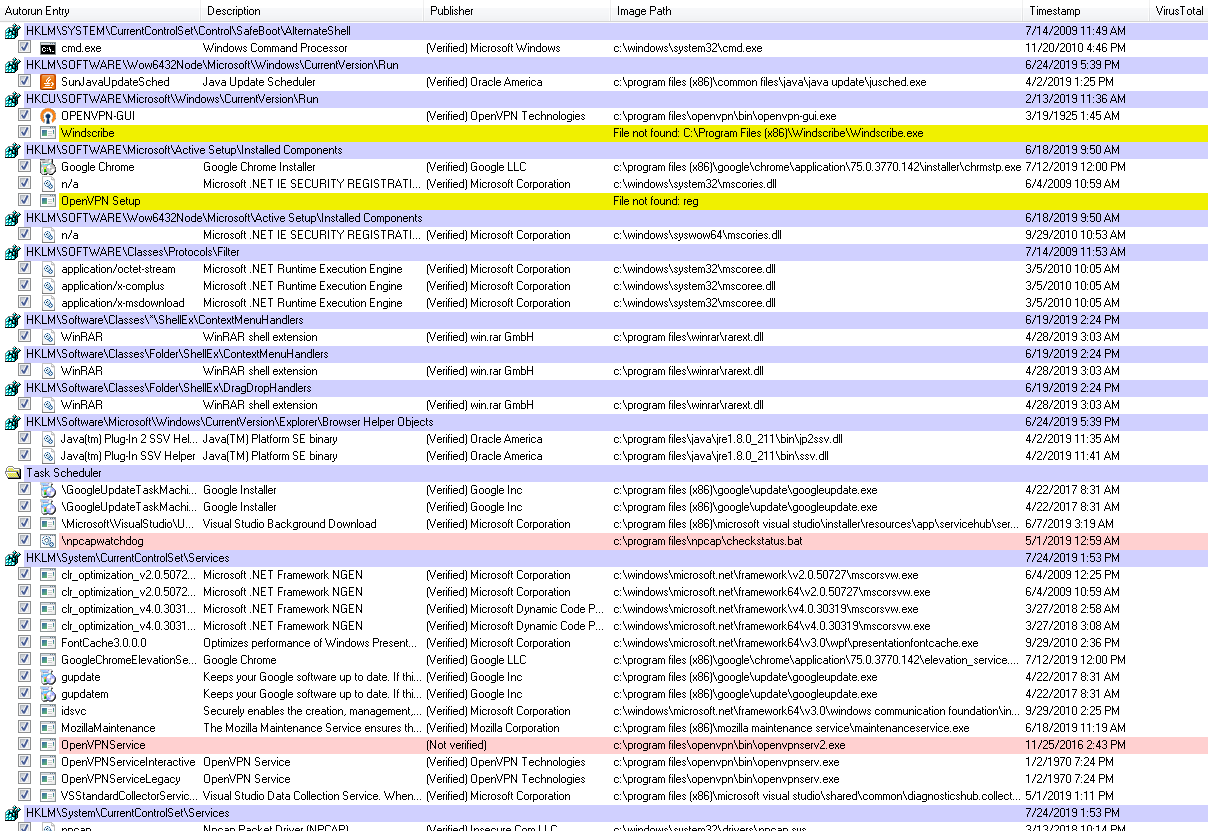 Autorun Entry Description Publisher Image Path Timestamp VirusTotal
HKLM\SYSTEM\CurrentControlSet\Control\SafeBoot\AlternateShell 7/14/2009 11:49 AM
cmd.exe Windows Command Processor (Verified) Microsoft Windows c:\windows\system32\cmd.exe 11/20/2010 4:46 PM
HKLM\SOFTWARE\Wow6432Node\Microsoft\Windows\CurrentVersion\Run 6/24/2019 5:39 PM
SunJavaUpdateSched Java Update Scheduler (Verified) Oracle America c:\program files (x86)\common files\java\java update\jusched.exe 4/2/2019 1:25 PM
HKCU\SOFTWARE\Microsoft\Windows\CurrentVersion\Run 2/13/2019 11:36 AM
OPENVPN-GUI (Verified) OpenVPN Technologies c:\program files\openvpn\bin\openvpn-gui.exe 3/19/1925 1:45 AM
Windscribe File not found: C:\Program Files (x86)\Windscribe\Windscribe.exe
HKLM\SOFTWARE\Microsoft\Active Setup\Installed Components 6/18/2019 9:50 AM
Google Chrome Google Chrome Installer (Verified) Google LLC c:\program files (x86)\google\chrome\application\75.0.3770.142\installer\chrmstp.exe 7/12/2019 12:00 PM
n/a Microsoft .NET IE SECURITY REGISTRATI... (Verified) Microsoft Corporation c:\windows\system32\mscories.dll 6/4/2009 10:59 AM
OpenVPN Setup File not found: reg
HKLM\SOFTWARE\Wow6432Node\Microsoft\Active Setup\Installed Components 6/18/2019 9:50 AM
n/a Microsoft .NET IE SECURITY REGISTRATI... (Verified) Microsoft Corporation c:\windows\syswow64\mscories.dll 9/29/2010 10:53 AM
HKLM\SOFTWARE\Classes\Protocols\Filter 7/14/2009 11:53 AM
application/octet-stream Microsoft .NET Runtime Execution Engine (Verified) Microsoft Corporation c:\windows\system32\mscoree.dll 3/5/2010 10:05 AM
application/x-complus Microsoft .NET Runtime Execution Engine (Verified) Microsoft Corporation c:\windows\system32\mscoree.dll 3/5/2010 10:05 AM
application/x-msdownload Microsoft .NET Runtime Execution Engine (Verified) Microsoft Corporation c:\windows\system32\mscoree.dll 3/5/2010 10:05 AM
HKLM\Software\Classes\*\ShellEx\ContextMenuHandlers 6/19/2019 2:24 PM
WinRAR WinRAR shell extension (Verified) win.rar GmbH c:\program files\winrar\rarext.dll 4/28/2019 3:03 AM
HKLM\Software\Classes\Folder\ShellEx\ContextMenuHandlers 6/19/2019 2:24 PM
WinRAR WinRAR shell extension (Verified) win.rar GmbH c:\program files\winrar\rarext.dll 4/28/2019 3:03 AM
HKLM\Software\Classes\Folder\ShellEx\DragDropHandlers 6/19/2019 2:24 PM
WinRAR WinRAR shell extension (Verified) win.rar GmbH c:\program files\winrar\rarext.dll 4/28/2019 3:03 AM
HKLM\Software\Microsoft\Windows\CurrentVersion\Explorer\Browser Helper Objects 6/24/2019 5:39 PM
Java(tm) Plug-In 2 SSV Hel... Java(TM) Platform SE binary (Verified) Oracle America c:\program files\java\jre1.8.0_211\bin\jp2ssv.dll 4/2/2019 11:35 AM
Java(tm) Plug-In SSV Helper Java(TM) Platform SE binary (Verified) Oracle America c:\program files\java\jre1.8.0_211\bin\ssv.dll 4/2/2019 11:41 AM
Task Scheduler
\GoogleUpdateTaskMachi... Google Installer (Verified) Google Inc c:\program files (x86)\google\update\googleupdate.exe 4/22/2017 8:31 AM
\GoogleUpdateTaskMachi... Google Installer (Verified) Google Inc c:\program files (x86)\google\update\googleupdate.exe 4/22/2017 8:31 AM
\Microsoft\VisualStudio\U... Visual Studio Background Download (Verified) Microsoft Corporation c:\program files (x86)\microsoft visual studio\installer\resources\app\servicehub\ser... 6/7/2019 3:19 AM
\npcapwatchdog c:\program files\npcap\checkstatus.bat 5/1/2019 12:59 AM
HKLM\System\CurrentControlSet\Services 7/24/2019 1:53 PM
clr_optimization_v2.0.5072... Microsoft .NET Framework NGEN (Verified) Microsoft Corporation c:\windows\microsoft.net\framework\v2.0.50727\mscorsvw.exe 6/4/2009 12:25 PM
clr_optimization_v2.0.5072... Microsoft .NET Framework NGEN (Verified) Microsoft Corporation c:\windows\microsoft.net\framework64\v2.0.50727\mscorsvw.exe 6/4/2009 10:59 AM
clr_optimization_v4.0.3031... Microsoft .NET Framework NGEN (Verified) Microsoft Dynamic Code P... c:\windows\microsoft.net\framework\v4.0.30319\mscorsvw.exe 3/27/2018 2:58 AM
clr_optimization_v4.0.3031... Microsoft .NET Framework NGEN (Verified) Microsoft Dynamic Code P... c:\windows\microsoft.net\framework64\v4.0.30319\mscorsvw.exe 3/27/2018 3:08 AM
FontCache3.0.0.0 Optimizes performance of Windows Present... (Verified) Microsoft Corporation c:\windows\microsoft.net\framework64\v3.0\wpf\presentationfontcache.exe 9/29/2010 2:36 PM
GoogleChromeElevationSe... Google Chrome (Verified) Google LLC c:\program files (x86)\google\chrome\application\75.0.3770.142\elevation_service.... 7/12/2019 12:00 PM
gupdate Keeps your Google software up to date. If thi... (Verified) Google Inc c:\program files (x86)\google\update\googleupdate.exe 4/22/2017 8:31 AM
gupdatem Keeps your Google software up to date. If thi... (Verified) Google Inc c:\program files (x86)\google\update\googleupdate.exe 4/22/2017 8:31 AM
idsvc Securely enables the creation, management,... (Verified) Microsoft Corporation c:\windows\microsoft.net\framework64\v3.0\windows communication foundation\in... 9/29/2010 2:25 PM
MozillaMaintenance The Mozilla Maintenance Service ensures th... (Verified) Mozilla Corporation c:\program files (x86)\mozilla maintenance service\maintenanceservice.exe 6/18/2019 11:19 AM
OpenVPNService (Not verified) c:\program files\openvpn\bin\openvpnserv2.exe 11/25/2016 2:43 PM
OpenVPNServiceInteractive OpenVPN Service (Verified) OpenVPN Technologies c:\program files\openvpn\bin\openvpnserv.exe 1/2/1970 7:24 PM
OpenVPNServiceLegacy OpenVPN Service (Verified) OpenVPN Technologies c:\program files\openvpn\bin\openvpnserv.exe 1/2/1970 7:24 PM
VSStandardCollectorServic... Visual Studio Data Collection Service. When... (Verified) Microsoft Corporation c:\program files (x86)\microsoft visual studio\shared\common\diagnosticshub.collect... 5/1/2019 1:11 PM
HKLM\System\CurrentControlSet\Services 7/24/2019 1:53 PM
npcap Npcap Packet Driver (NPCAP) (Verified) Insecure.Com LLC c:\windows\system32\drivers\npcap.sys 3/13/2018 10:14 AM